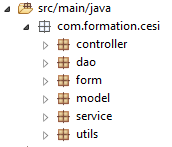 src/main/java
com.formation.cesi
controller
dao
form
model
service
utils